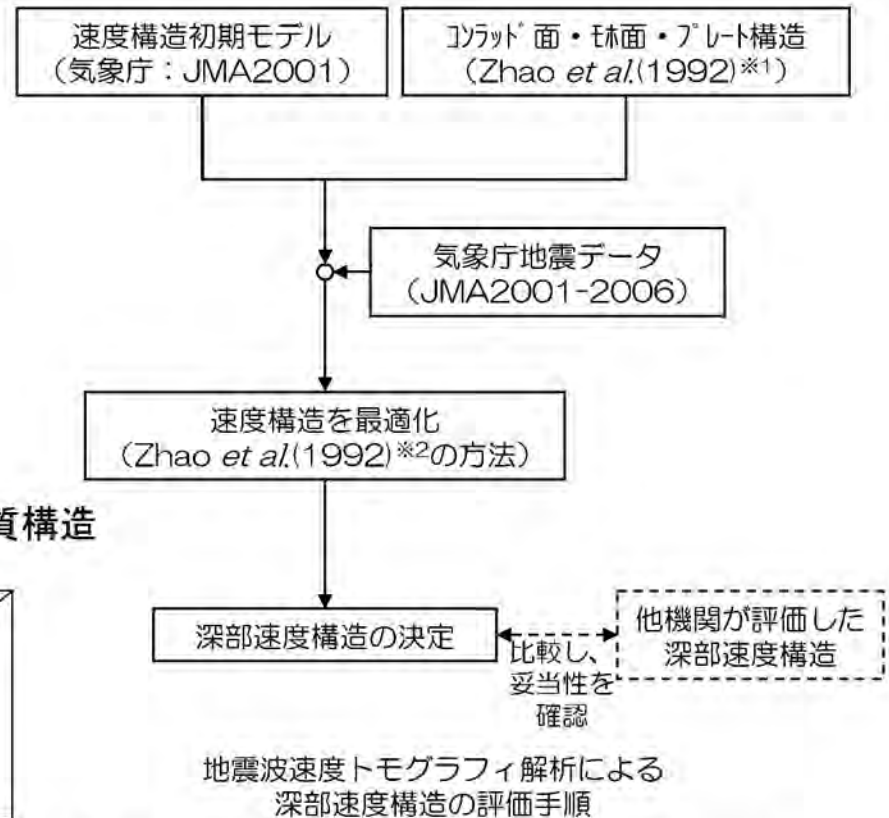 速度構造初期モデル
（気象庁：JMA2001）
ｺﾝﾗｯﾄﾞ面・ﾓﾎ面・ﾌﾟﾚｰﾄ構造
（Zhao et al.(1992)※1）
気象庁地震データ
（JMA2001-2006）
速度構造を最適化
（Zhao et al.(1992)※2の方法）
質構造
深部速度構造の決定
比較し、
妥当性を
確認
他機関が評価した
深部速度構造
地震波速度トモグラフィ解析による
深部速度構造の評価手順